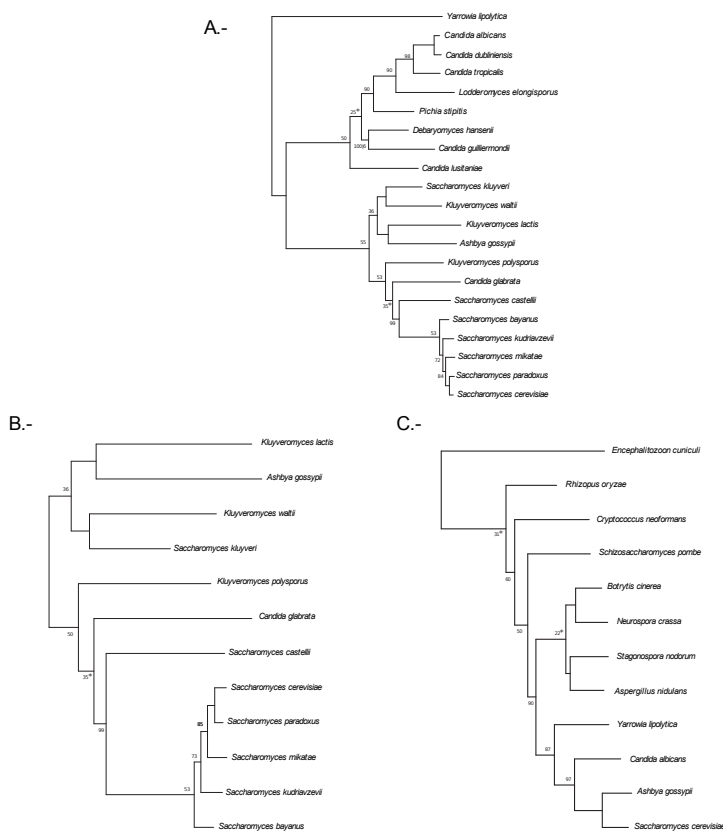 A.-
Yarrowia lipolytica
Candida albicans
98
Candida dubliniensis
90
Candida tropicalis
90
Lodderomyces elongisporus
25*
Pichia stipitis
50
Debaryomyces hansenii
Candida guilliermondii
Candida lusitaniae
Saccharomyces kluyveri
36
Kluyveromyces waltii
Kluyveromyces lactis
55
Ashbya gossypii
Kluyveromyces polysporus
53
Candida glabrata
35*
Saccharomyces castellii
99
Saccharomyces bayanus
53
Saccharomyces kudriavzevii
72
Saccharomyces mikatae
84
Saccharomyces paradoxus
Saccharomyces cerevisiae
B.-
Kluyveromyces lactis
Ashbya gossypii
36
Kluyveromyces waltii
Saccharomyces kluyveri
Kluyveromyces polysporus
50
Candida glabrata
35*
Saccharomyces castellii
99
Saccharomyces cerevisiae
85
Saccharomyces paradoxus
73
Saccharomyces mikatae
53
Saccharomyces kudriavzevii
Saccharomyces bayanus
C.-
Encephalitozoon cuniculi
Rhizopus oryzae
31*
Cryptococcus neoformans
60
Schizosaccharomyces pombe
50
Botrytis cinerea
Neurospora crassa
22*
Stagonospora nodorum
Aspergillus nidulans
90
Yarrowia lipolytica
87
Candida albicans
97
Ashbya gossypii
Saccharomyces cerevisiae